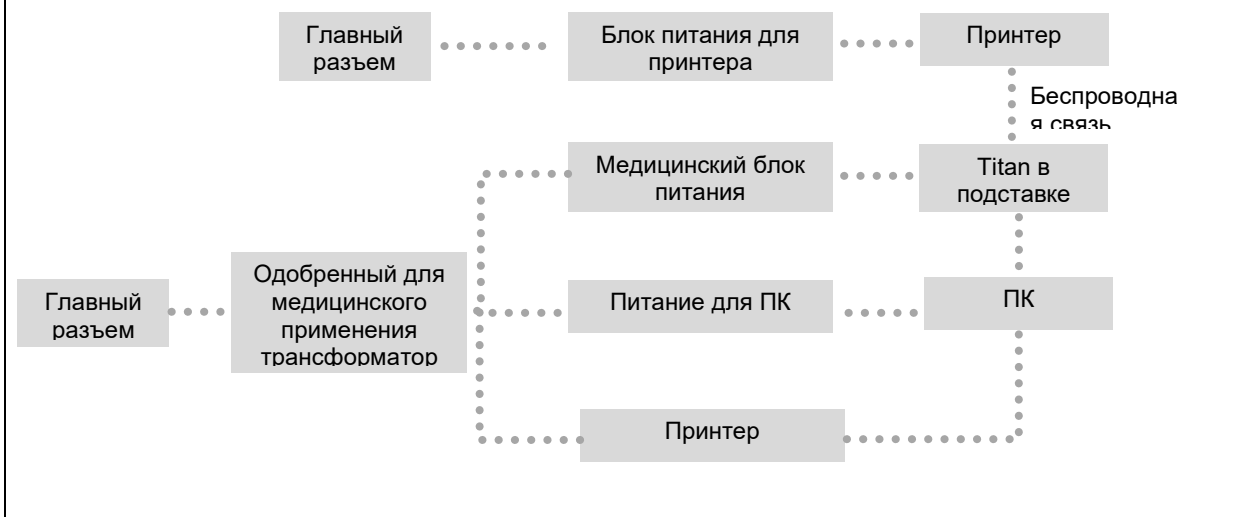 Главный
разъем
Блок питания для
принтера
Принтер
Беспроводна
я связь
Медицинский блок
питания
Titan в
подставке
Главный
разъем
Одобренный для
медицинского
применения
трансформатор
Питание для ПК
ПК
Принтер